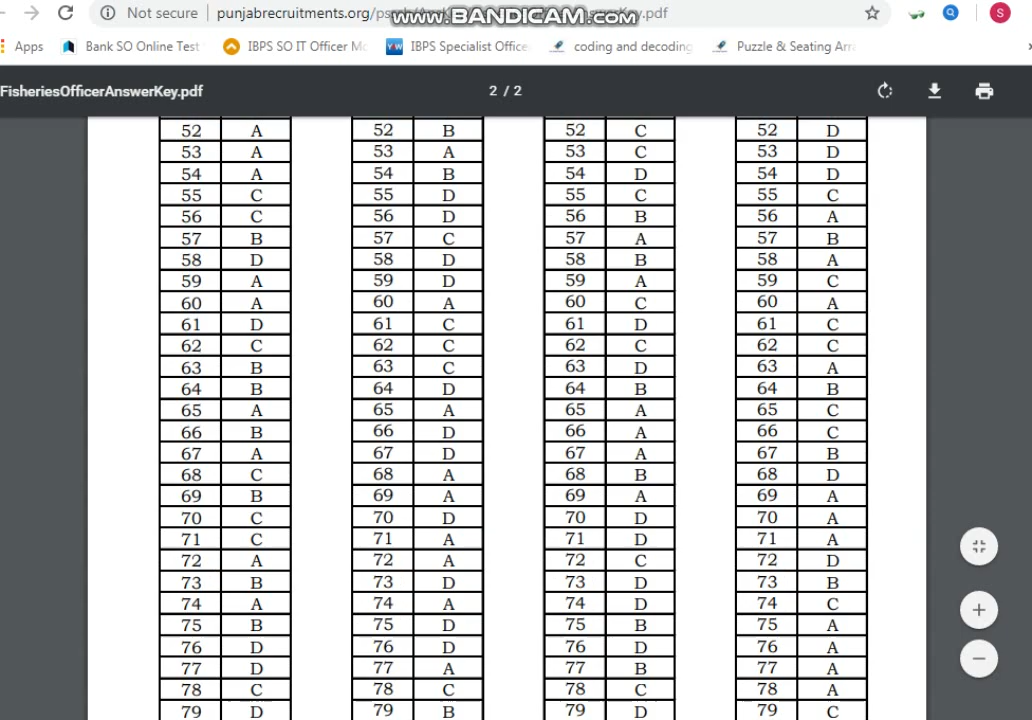 Not secure | punjabrecruitments.org/
www.BANDICAM.com
Key.pdf
S
Apps Bank SO Online Test IBPS SO IT Officer IBPS Specialist Office coding and decoding Puzzle & Seating Arra
FisheriesOfficerAnswerKey.pdf 2 / 2
52 A 52 B 52 C 52 D
53 A 53 A 53 C 53 D
54 A 54 B 54 D 54 D
55 C 55 D 55 C 55 C
56 C 56 D 56 B 56 A
57 B 57 C 57 A 57 B
58 D 58 D 58 B 58 A
59 A 59 D 59 A 59 C
60 A 60 A 60 C 60 A
61 D 61 C 61 D 61 C
62 C 62 C 62 C 62 C
63 B 63 C 63 D 63 A
64 B 64 D 64 B 64 B
65 A 65 A 65 A 65 C
66 B 66 D 66 A 66 C
67 A 67 D 67 A 67 B
68 C 68 A 68 B 68 D
69 B 69 A 69 A 69 A
70 C 70 D 70 D 70 A
71 C 71 A 71 D 71 A
72 A 72 A 72 C 72 D
73 B 73 D 73 D 73 B
74 A 74 A 74 D 74 C
75 B 75 D 75 B 75 A
76 D 76 D 76 D 76 A
77 D 77 A 77 B 77 A
78 C 78 C 78 C 78 A
79 D 79 B 79 D 79 C